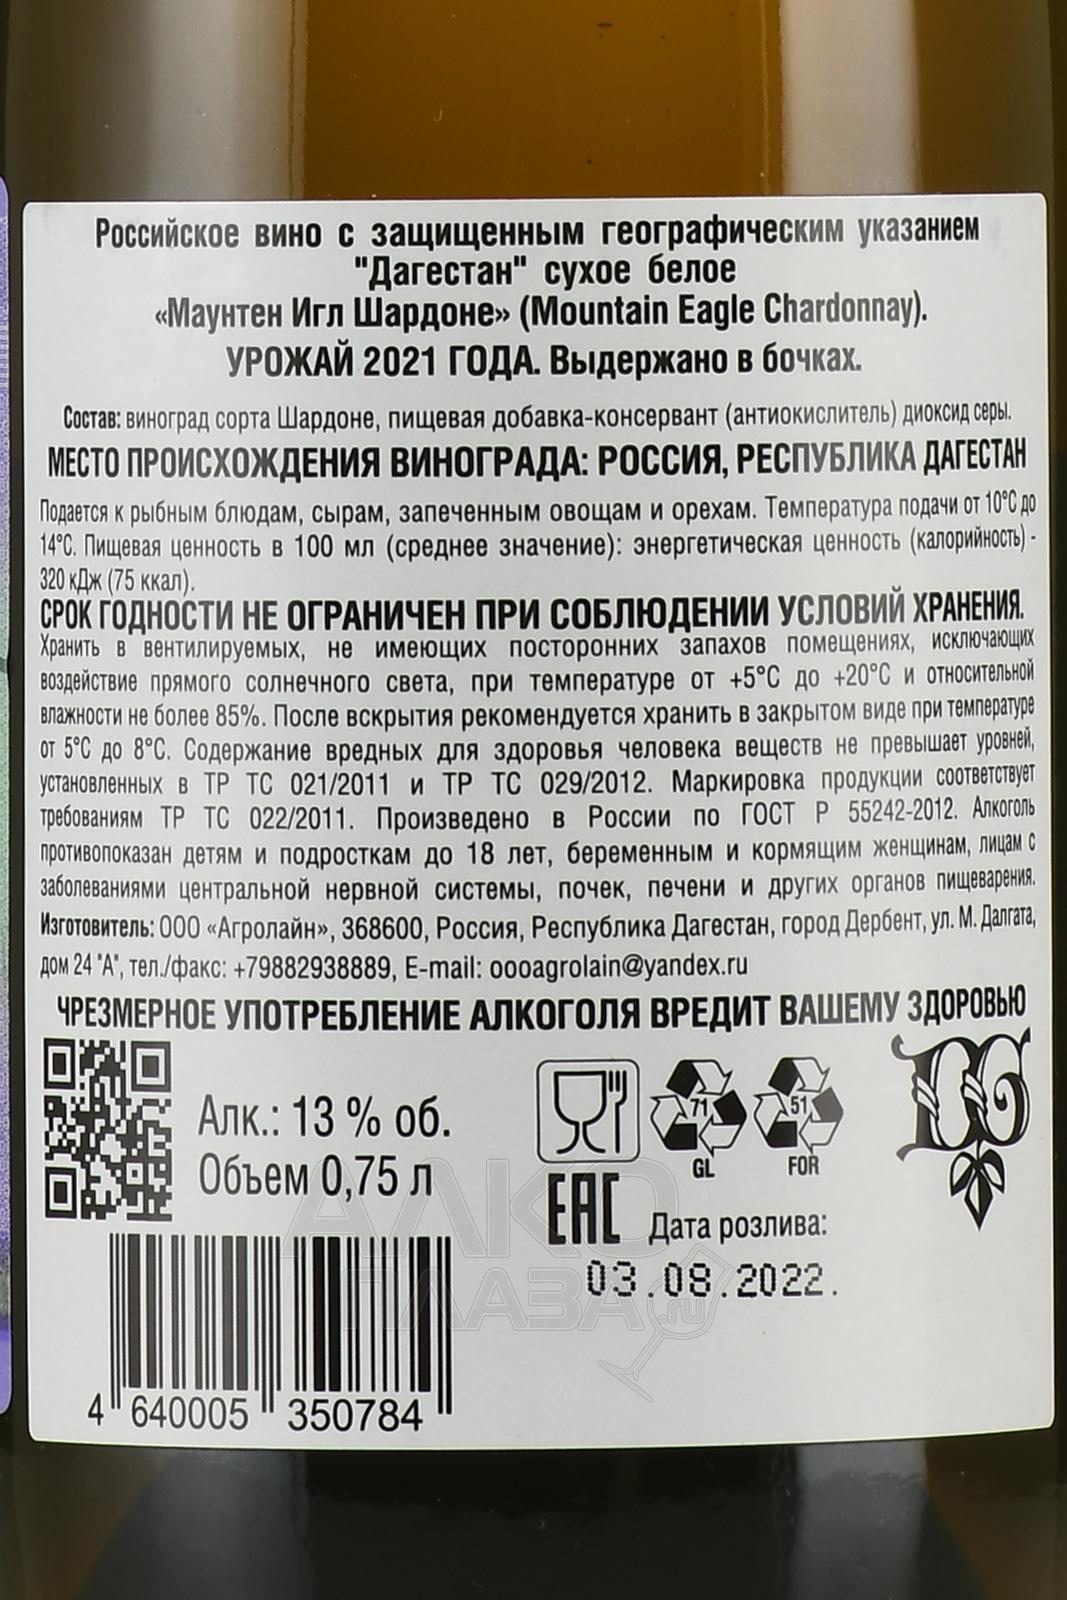 Российское вино с защищенным географическим указанием
"Дагестан" сухое белое
«Маунтен Игл Шардоне» (Mountain Eagle Chardonnay).
УРОЖАЙ 2021 ГОДА. Выдержано в бочках.
Состав: виноград сорта Шардоне, пищевая добавка-консервант (антиокислитель) диоксид серы.
МЕСТО ПРОИСХОЖДЕНИЯ ВИНОГРАДА: РОССИЯ, РЕСПУБЛИКА ДАГЕСТАН
Подается к рыбным блюдам, сырам, запеченным овощам и орехам. Температура подачи от 10°С до
14°С. Пищевая ценность в 100 мл (среднее значение): энергетическая ценность (калорийность) -
320 кДж (75 ккал).
СРОК ГОДНОСТИ НЕ ОГРАНИЧЕН ПРИ СОБЛЮДЕНИИ УСЛОВИЙ ХРАНЕНИЯ.
Хранить в вентилируемых, не имеющих посторонних запахов помещениях, исключающих
воздействие прямого солнечного света, при температуре от +5°С до +20°С и относительной
влажности не более 85%. После вскрытия рекомендуется хранить в закрытом виде при температуре
от 5°С до 8°С. Содержание вредных для здоровья человека веществ не превышает уровней,
установленных в ТР ТС 021/2011 и ТР ТС 029/2012. Маркировка продукции соответствует
требованиям ТР ТС 022/2011. Произведено в России по ГОСТ Р 55242-2012. Алкоголь
противопоказан детям и подросткам до 18 лет, беременным и кормящим женщинам, лицам с
заболеваниями центральной нервной системы, почек, печени и других органов пищеварения.
Изготовитель: ООО «Агролайн», 368600, Россия, Республика Дагестан, город Дербент, ул. М. Далгата,
дом 24 "А", тел./факс: +79882938889, E-mail: oooagrolain@yandex.ru
ЧРЕЗМЕРНОЕ УПОТРЕБЛЕНИЕ АЛКОГОЛЯ ВРЕДИТ ВАШЕМУ ЗДОРОВЬЮ
Алк.: 13 % об.
Объем 0,75 л
71
GL
51
FOR
EAC
Дата розлива:
03.08.2022.
АЛКО
ПЛАЗА.ru
4 640005 350784